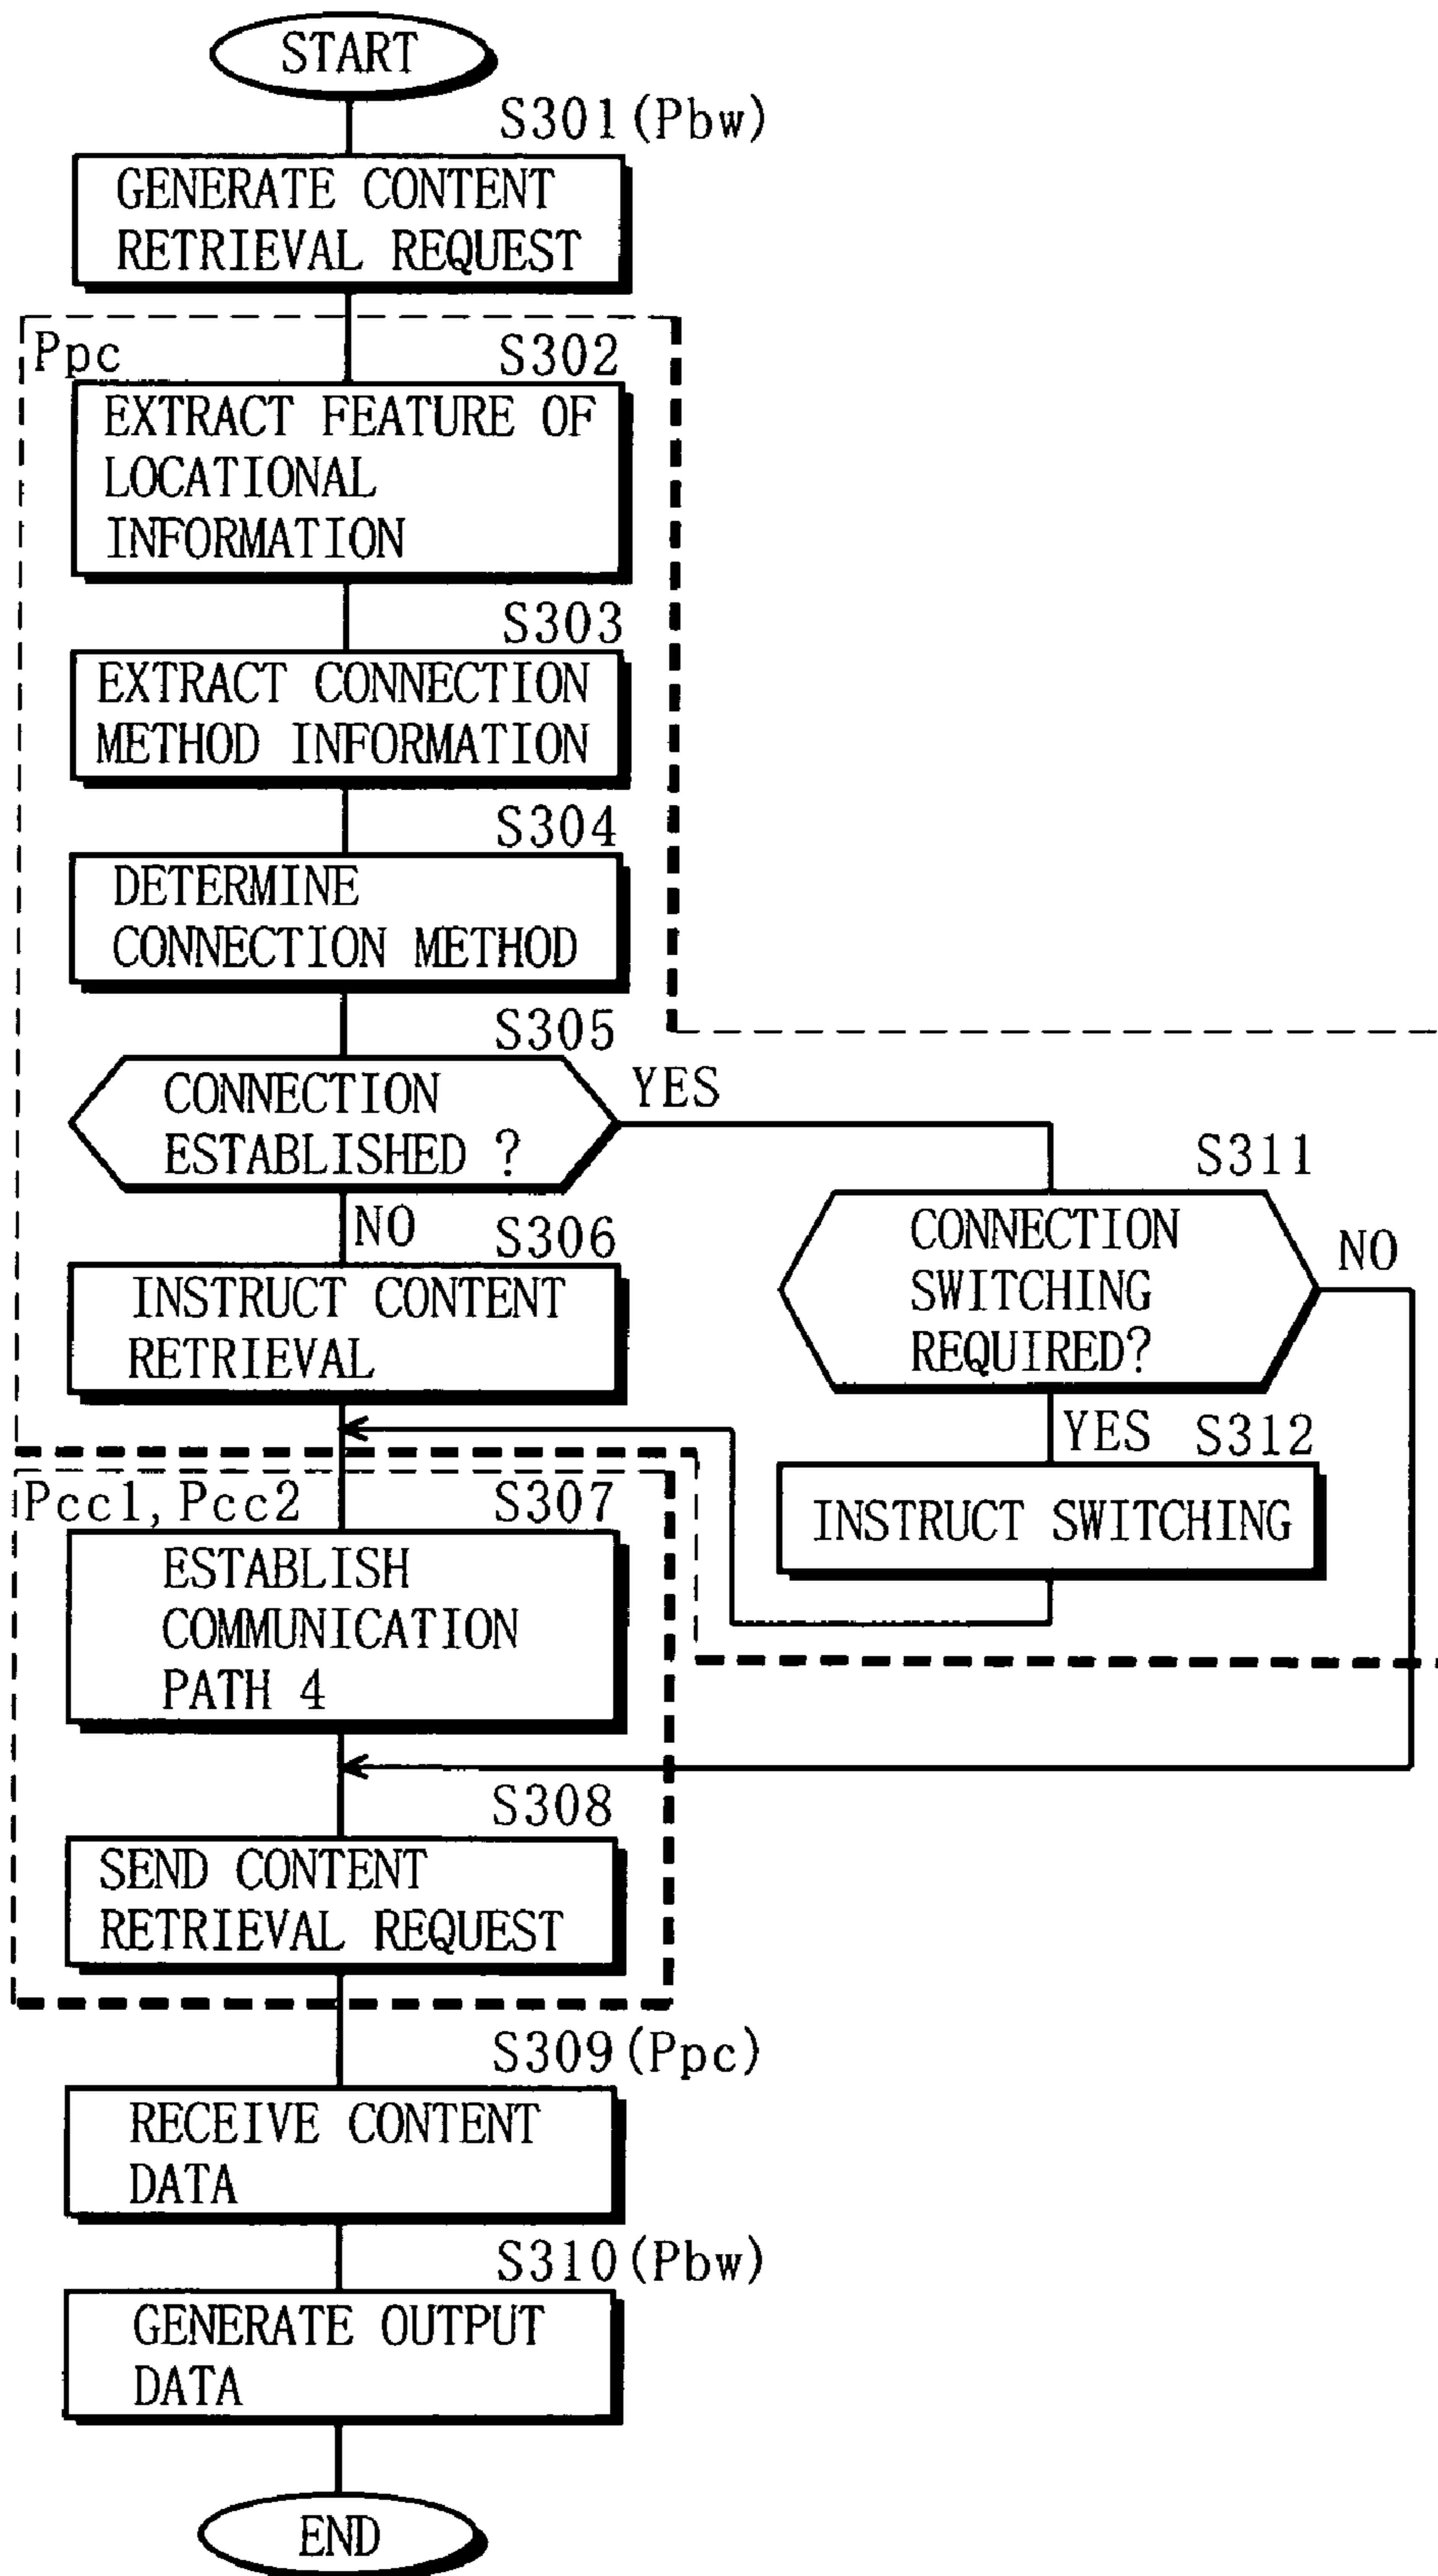 START
S301(Pbw)
GENERATE CONTENT
RETRIEVAL REQUEST
Ppc
S302
EXTRACT FEATURE OF
LOCATIONAL
INFORMATION
S303
EXTRACT CONNECTION
METHOD INFORMATION
S304
DETERMINE
CONNECTION METHOD
S305
CONNECTION
ESTABLISHED ?
YES
NO
S306
INSTRUCT CONTENT
RETRIEVAL
S311
CONNECTION
SWITCHING
REQUIRED?
NO
YES
S312
INSTRUCT SWITCHING
Pcc1, Pcc2
S307
ESTABLISH
COMMUNICATION
PATH 4
S308
SEND CONTENT
RETRIEVAL REQUEST
S309(Ppc)
RECEIVE CONTENT
DATA
S310(Pbw)
GENERATE OUTPUT
DATA
END